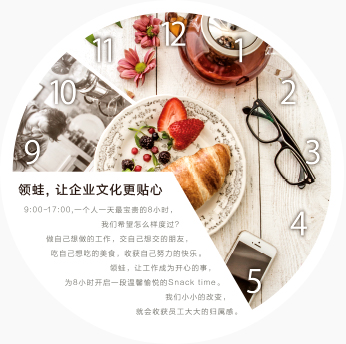 12
11
1
10
2
9
3
4
5
领蛙，让企业文化更贴心
9:00-17:00,一个人一天最宝贵的8小时，
我们希望怎么样度过？
做自己想做的工作，交自己想交的朋友，
吃自己想吃的美食，收获自己努力的快乐。
领蛙，让工作成为开心的事，
为8小时开启一段温馨愉悦的Snack time。
我们小小的改变，
就会收获员工大大的归属感。